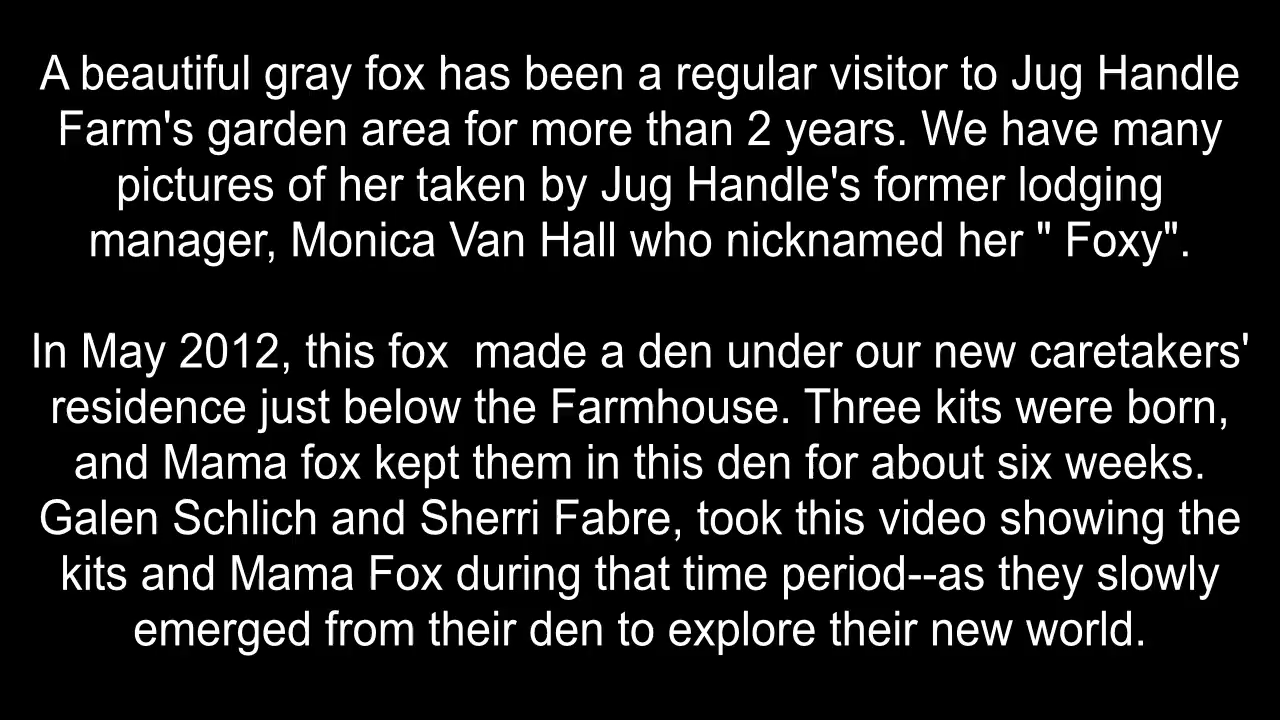 A beautiful gray fox has been a regular visitor to Jug Handle
Farm's garden area for more than 2 years. We have many
pictures of her taken by Jug Handle's former lodging
manager, Monica Van Hall who nicknamed her " Foxy".
In May 2012, this fox  made a den under our new caretakers'
residence just below the Farmhouse. Three kits were born,
and Mama fox kept them in this den for about six weeks.
Galen Schlich and Sherri Fabre, took this video showing the
kits and Mama Fox during that time period--as they slowly
emerged from their den to explore their new world.